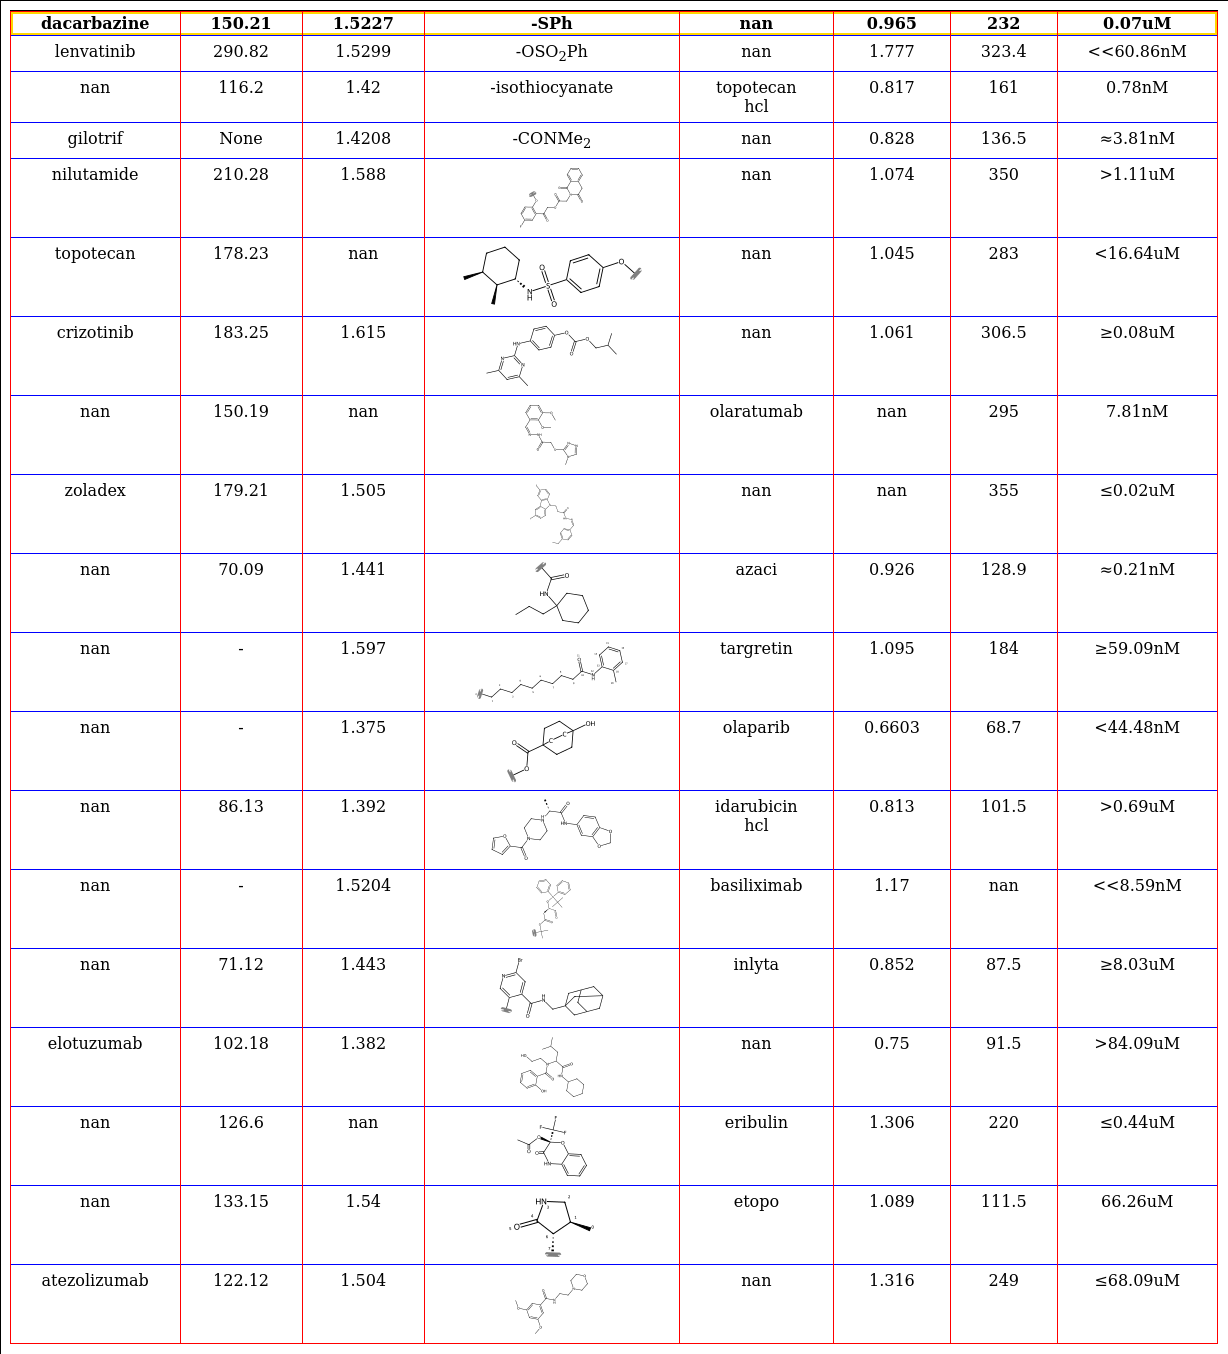 dacarbazine 150.21 1.5227 -SPh nan 0.965 232 0.07uM
lenvatinib 290.82 1.5299 -OSO2Ph nan 1.777 323.4 <<60.86nM
nan 116.2 1.42 -isothiocyanate topotecan 0.817 161 0.78nM
hcl
gilotrif None 1.4208 -CONMe2 nan 0.828 136.5 ≈3.81nM
nilutamide 210.28 1.588 nan 1.074 350 >1.11uM
topotecan 178.23 nan nan 1.045 283 <16.64uM
O
O
S
N
H
O
crizotinib 183.25 1.615 nan 1.061 306.5 ≥0.08uM
nan 150.19 nan olaratumab nan 295 7.81nM
zoladex 179.21 1.505 nan nan 355 ≤0.02uM
nan 70.09 1.441 azaci 0.926 128.9 ≈0.21nM
O
HN
nan - 1.597 targretin 1.095 184 ≥59.09nM
nan - 1.375 olaparib 0.6603 68.7 <44.48nM
OH
C
C
O
O
nan 86.13 1.392 idarubicin 0.813 101.5 >0.69uM
hcl
nan - 1.5204 basiliximab 1.17 nan <<8.59nM
nan 71.12 1.443 inlyta 0.852 87.5 ≥8.03uM
elotuzumab 102.18 1.382 nan 0.75 91.5 >84.09uM
nan 126.6 nan eribulin 1.306 220 ≤0.44uM
nan 133.15 1.54 etopo 1.089 111.5 66.26uM
HN
O
atezolizumab 122.12 1.504 nan 1.316 249 ≤68.09uM